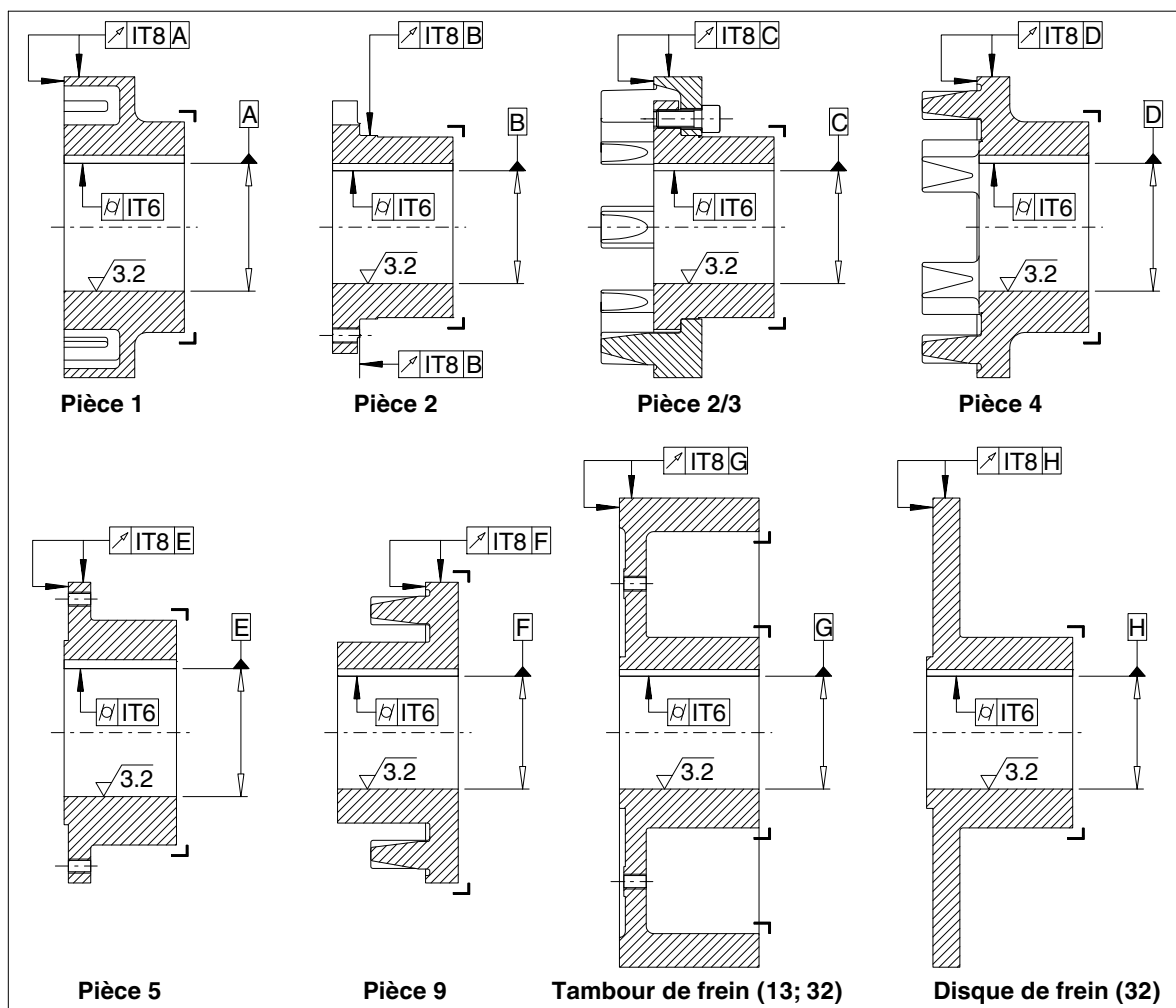 IT8 A
IT8 B
IT8 C
IT8 D
A
B
C
D
IT6
IT6
IT6
IT6
3.2
3.2
3.2
3.2
IT8 B
Pièce 1
Pièce 2
Pièce 2/3
Pièce 4
IT8 G
IT8 H
IT8 E
IT8 F
E
F
G
H
IT6
IT6
IT6
IT6
3.2
3.2
3.2
3.2
Pièce 5
Pièce 9
Tambour de frein (13; 32)
Disque de frein (32)